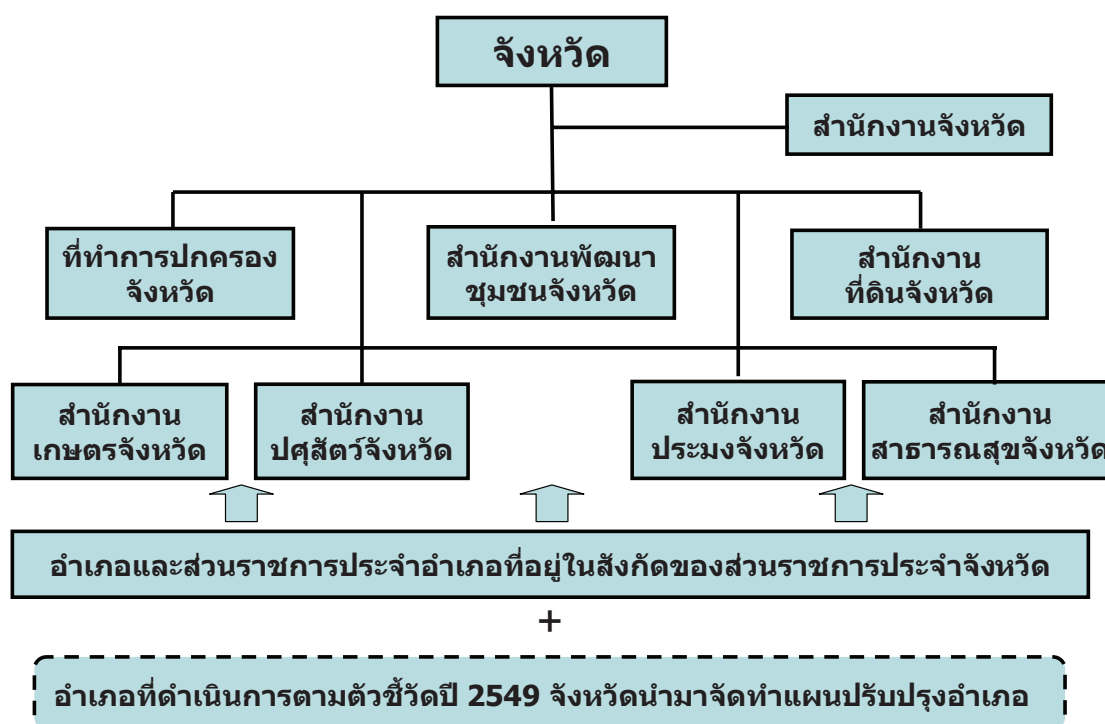 จังหวัด
สำนักงานจังหวัด
ที่ทำการปกครอง
จังหวัด
สำนักงานพัฒนา
ชุมชนจังหวัด
สำนักงาน
ที่ดินจังหวัด
สำนักงาน
เกษตรจังหวัด
สำนักงาน
ปศุสัตว์จังหวัด
สำนักงาน
ประมงจังหวัด
สำนักงาน
สาธารณสุขจังหวัด
อำเภอและส่วนราชการประจำอำเภอที่อยู่ในสังกัดของส่วนราชการประจำจังหวัด
+
อำเภอที่ดำเนินการตามตัวชี้วัดปี 2549 จังหวัดนำมาจัดทำแผนปรับปรุงอำเภอ